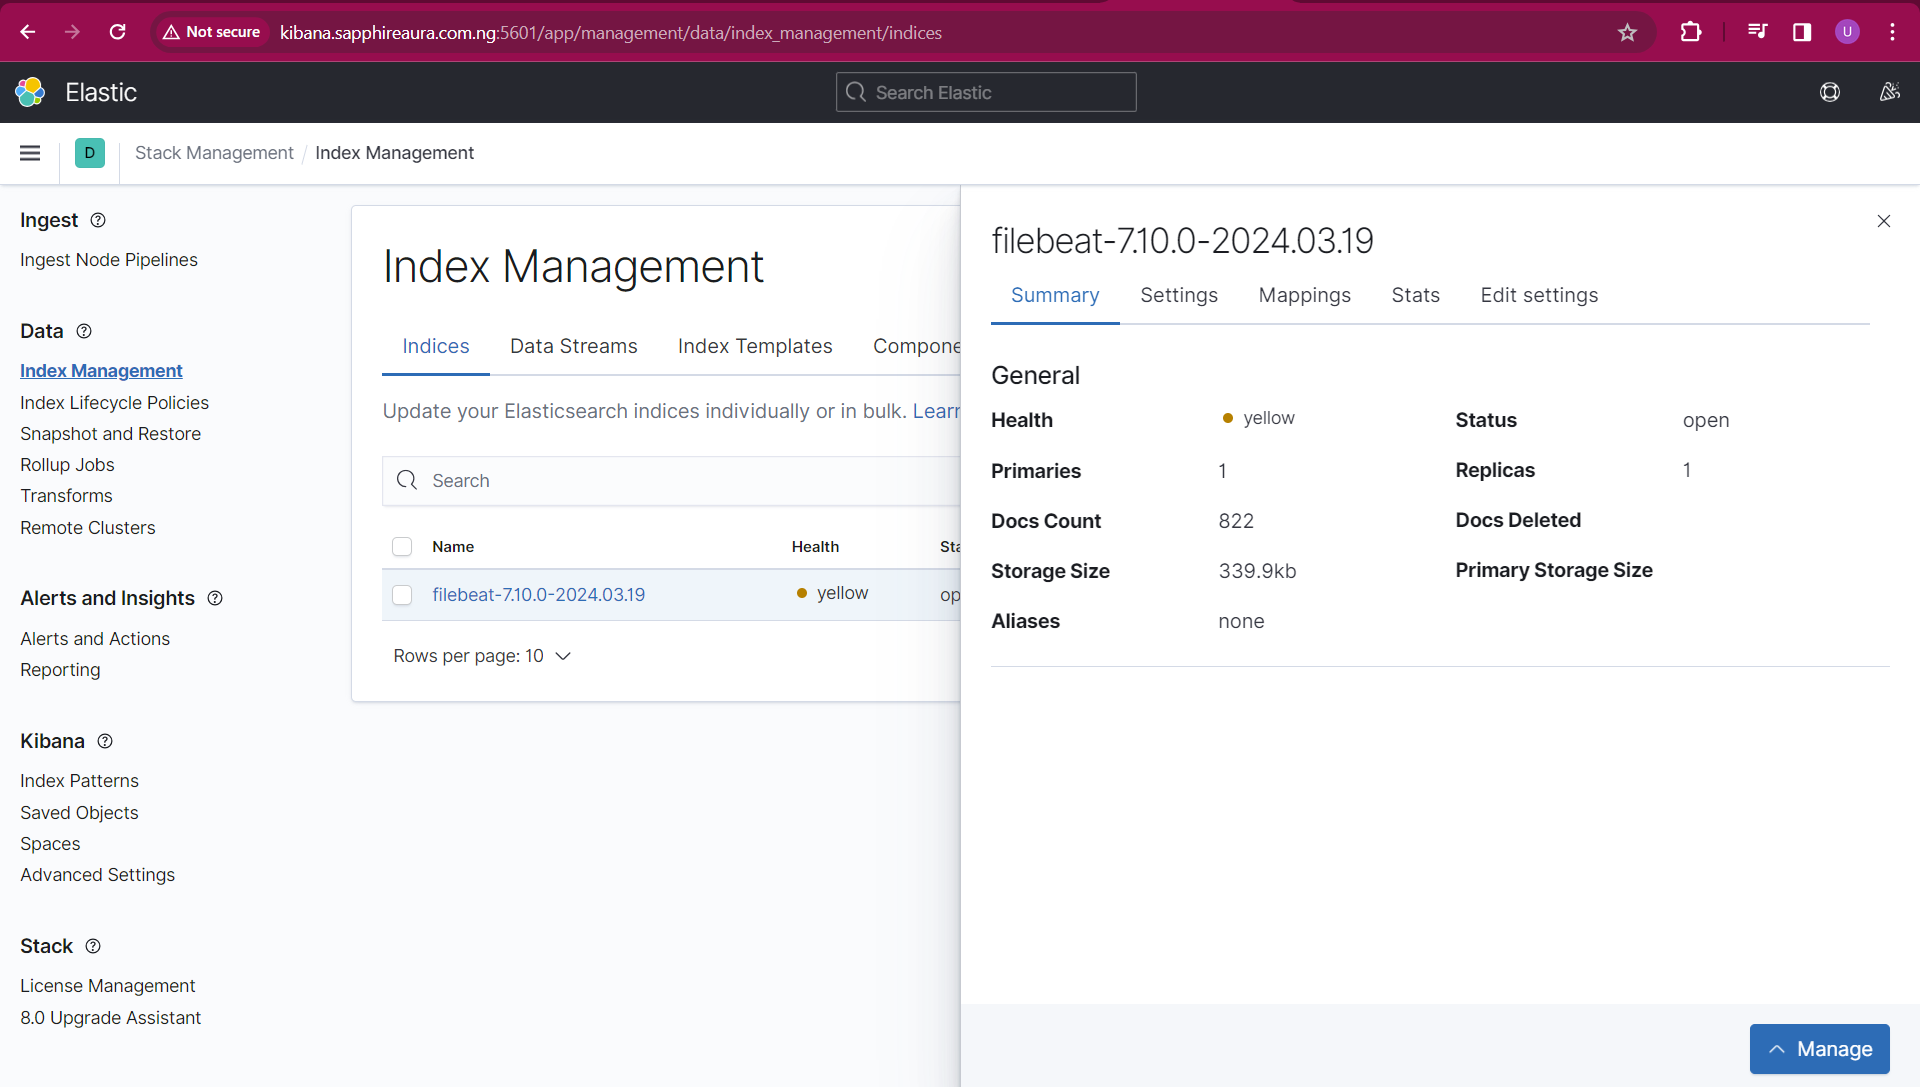 Not secure kibana.sapphireaura.com.ng:5601/app/management/data/index_management/indices
U
Elastic
Search Elastic
D Stack Management / Index Management
Ingest
Ingest Node Pipelines
Data
Index Management
Index Lifecycle Policies
Snapshot and Restore
Rollup Jobs
Transforms
Remote Clusters
Alerts and Insights
Alerts and Actions
Reporting
Kibana
Index Patterns
Saved Objects
Spaces
Advanced Settings
Stack
License Management
8.0 Upgrade Assistant
Index Management
Indices Data Streams Index Templates Compone
Update your Elasticsearch indices individually or in bulk. Learn
Search
Name Health Sta
filebeat-7.10.0-2024.03.19 yellow op
Rows per page: 10
filebeat-7.10.0-2024.03.19
Summary Settings Mappings Stats Edit settings
General
Health yellow Status open
Primaries 1 Replicas 1
Docs Count 822 Docs Deleted
Storage Size 339.9kb Primary Storage Size
Aliases none
Manage